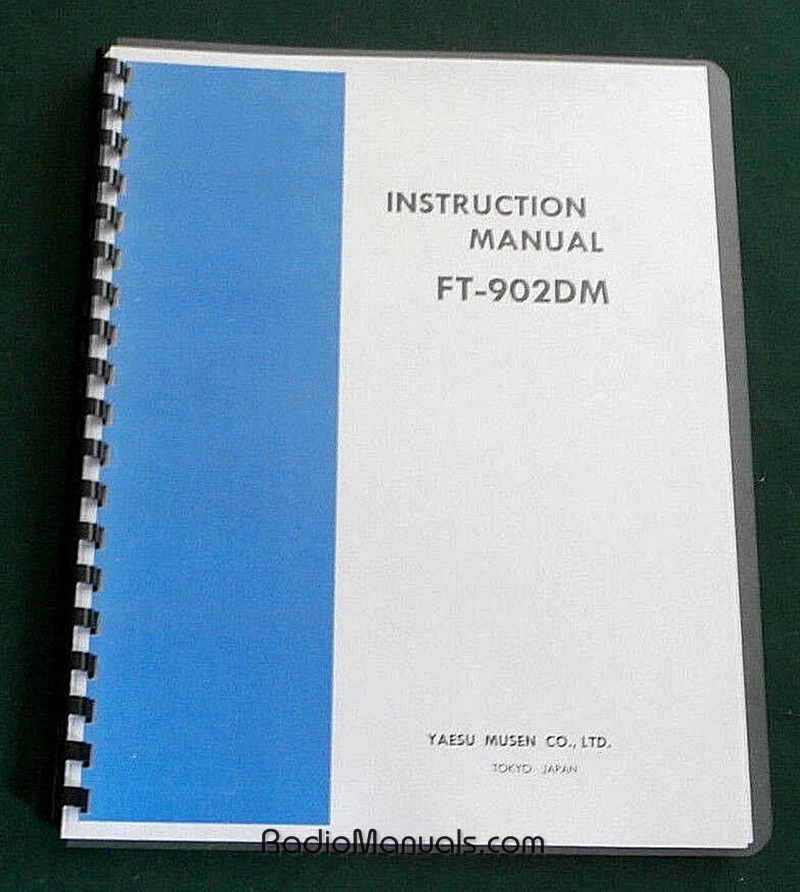 INSTRUCTION
MANUAL
FT-902DM
YAESU MUSEN CO., LTD.
TOKYO JAPAN
RadioManuals.com